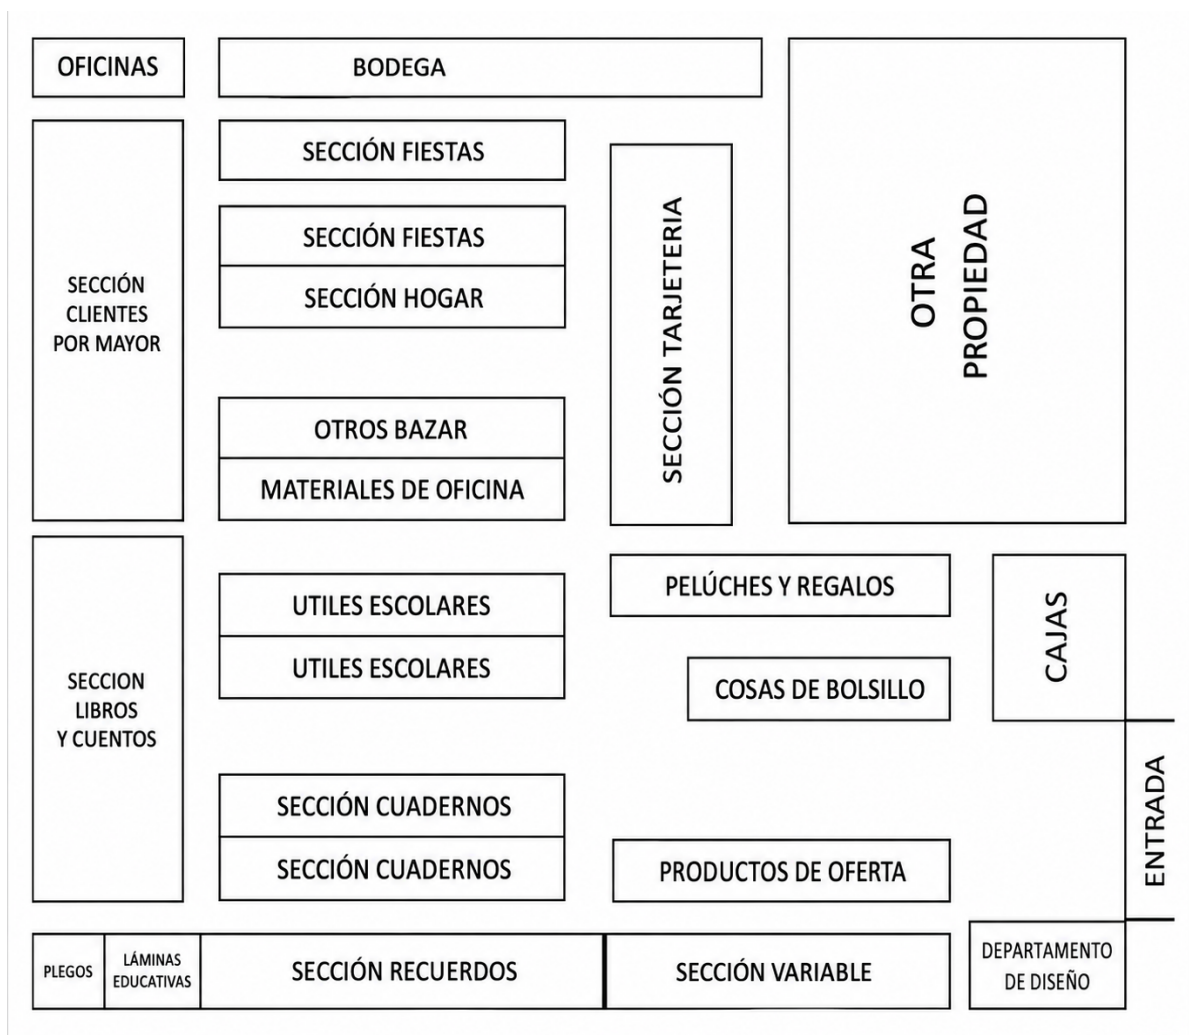 OFICINAS
BODEGA
SECCIÓN FIESTAS
SECCIÓN FIESTAS
SECCIÓN HOGAR
SECCIÓN
CLIENTES
POR MAYOR
OTROS BAZAR
MATERIALES DE OFICINA
SECCIÓN TARJETERIA
OTRA
PROPIEDAD
UTILES ESCOLARES
UTILES ESCOLARES
SECCION
LIBROS
Y CUENTOS
PELÚCHES Y REGALOS
COSAS DE BOLSILLO
CAJAS
ENTRADA
SECCIÓN CUADERNOS
SECCIÓN CUADERNOS
PRODUCTOS DE OFERTA
PLEGOS
LÁMINAS
EDUCATIVAS
SECCIÓN RECUERDOS
SECCIÓN VARIABLE
DEPARTAMENTO
DE DISEÑO